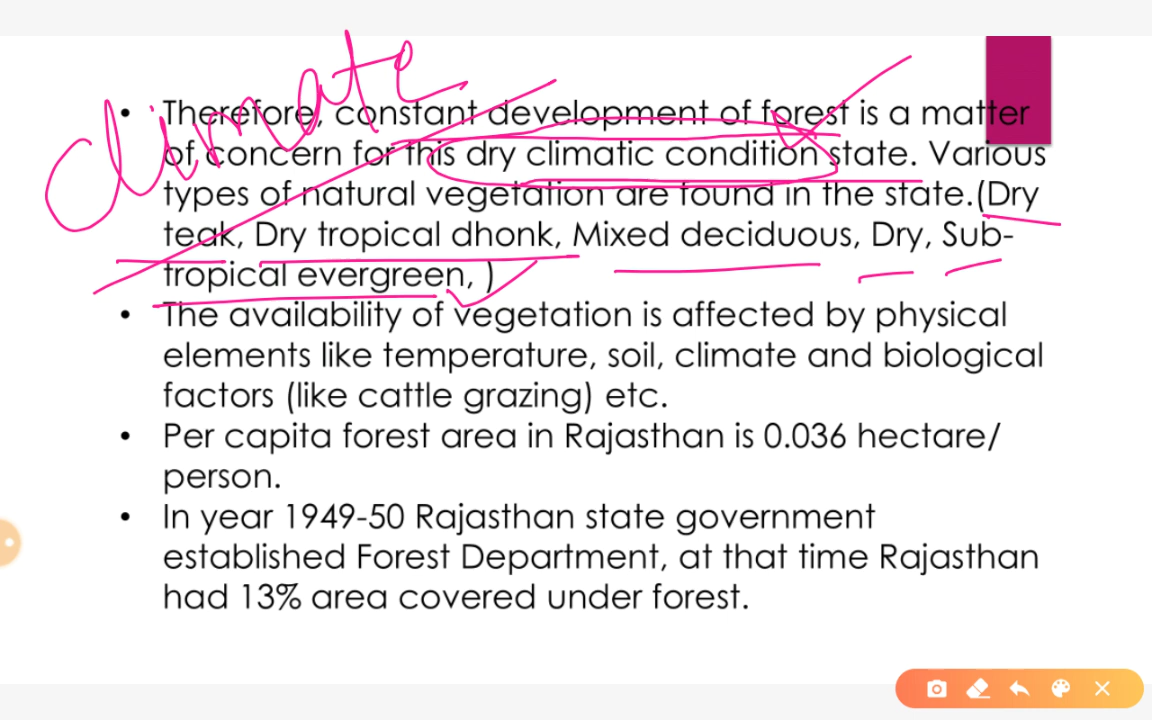 climate
• Therefore, constant development of forest is a matter
of concern for this dry climatic condition state. Various
types of natural vegetation are found in the state.(Dry
teak, Dry tropical dhonk, Mixed deciduous, Dry, Sub-
tropical evergreen, )
• The availability of vegetation is affected by physical
elements like temperature, soil, climate and biological
factors (like cattle grazing) etc.
• Per capita forest area in Rajasthan is 0.036 hectare/
person.
• In year 1949-50 Rajasthan state government
established Forest Department, at that time Rajasthan
had 13% area covered under forest.